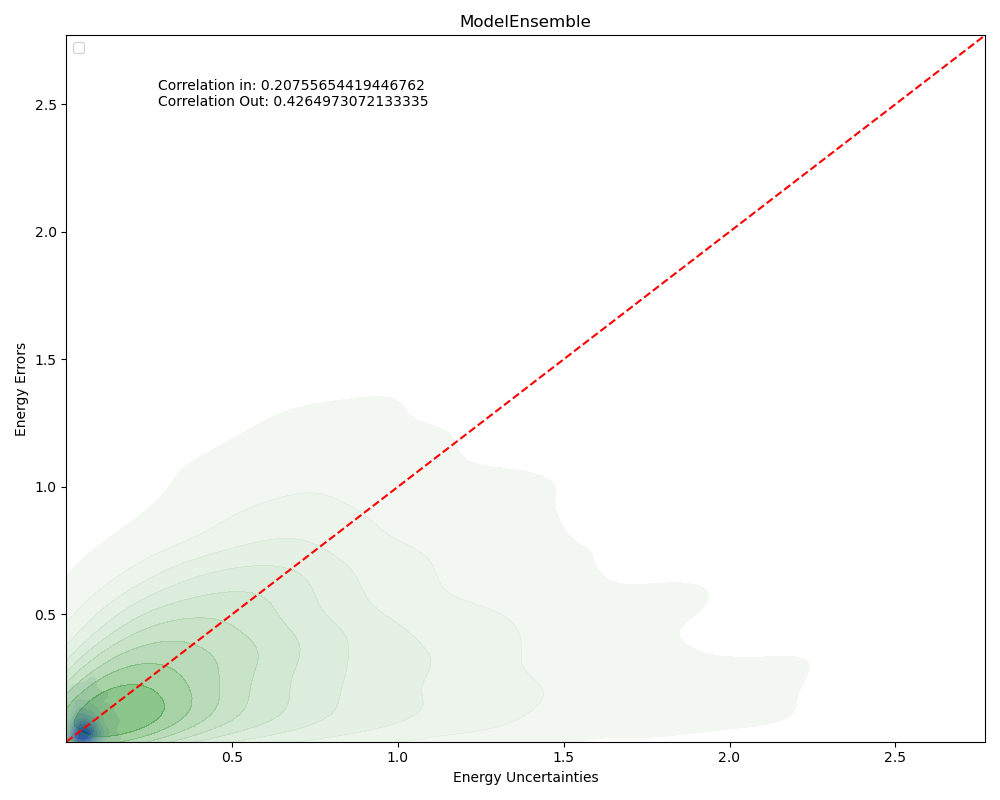 ModelEnsemble
Correlation in: 0.20755654419446762
Correlation Out: 0.4264973072133335
2.5
2.0
1.5
1.0
0.5
Energy Errors
0.5
1.0
1.5
2.0
2.5
Energy Uncertainties